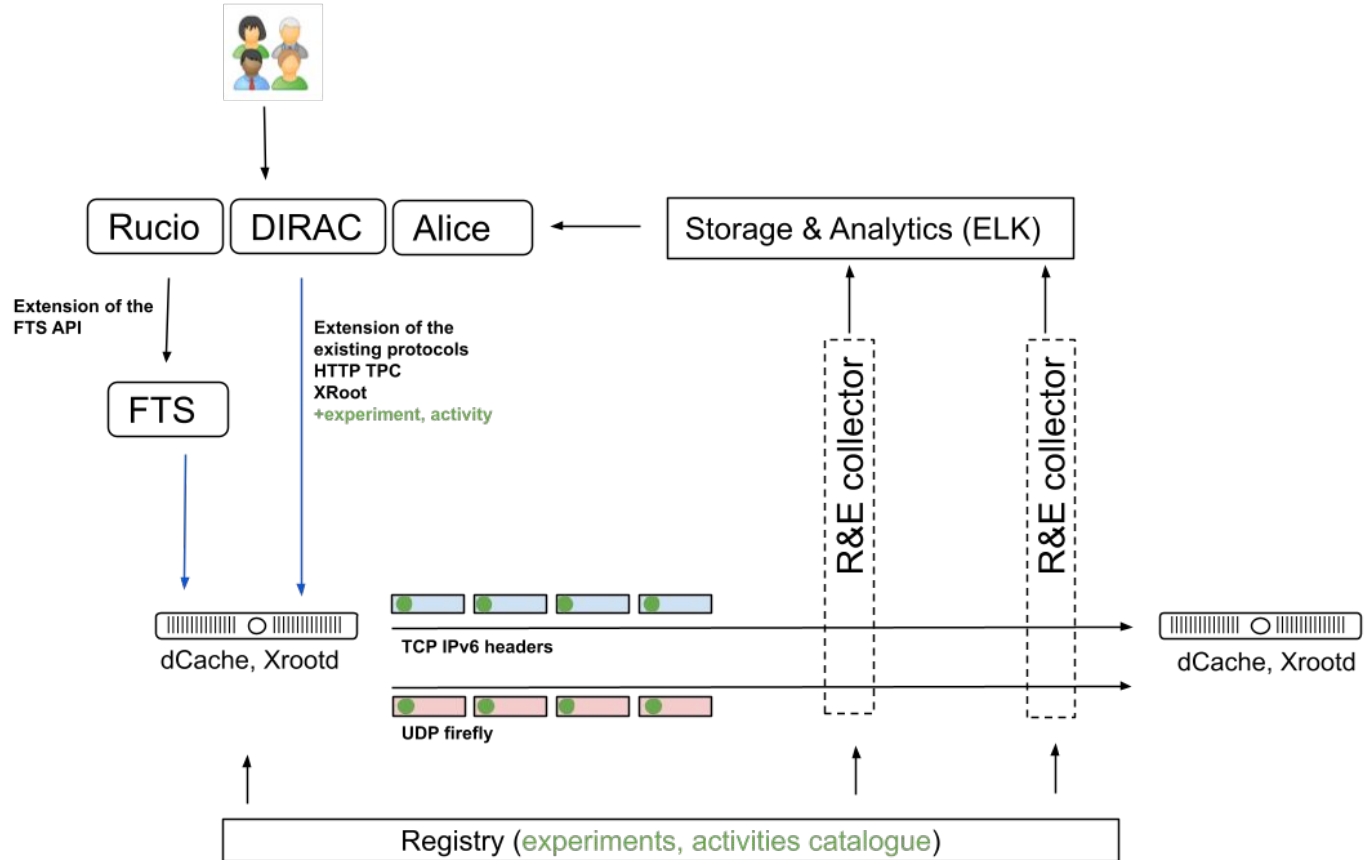 Rucio
DIRAC
Alice
Storage & Analytics (ELK)
Extension of the
FTS API
Extension of the
existing protocols
HTTP TPC
XRoot
+experiment, activity
FTS
R&E collector
R&E collector
TCP IPv6 headers
dCache, Xrootd
dCache, Xrootd
UDP firefly
Registry (experiments, activities catalogue)